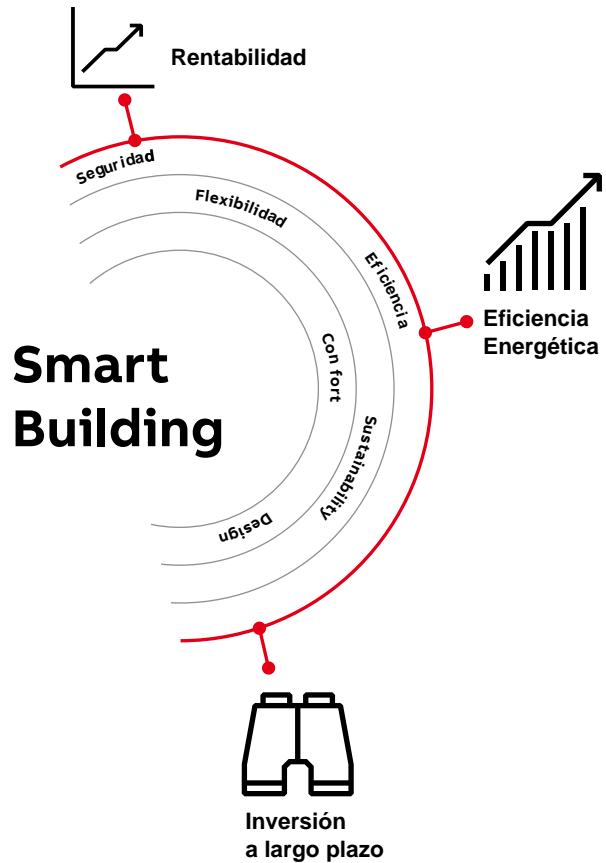 Rentabilidad
Seguridad
Flexibilidad
Eficiencia
Eficiencia
Energética
Con fort
Smart
Building
Sustainability
Design
Inversión
a largo plazo